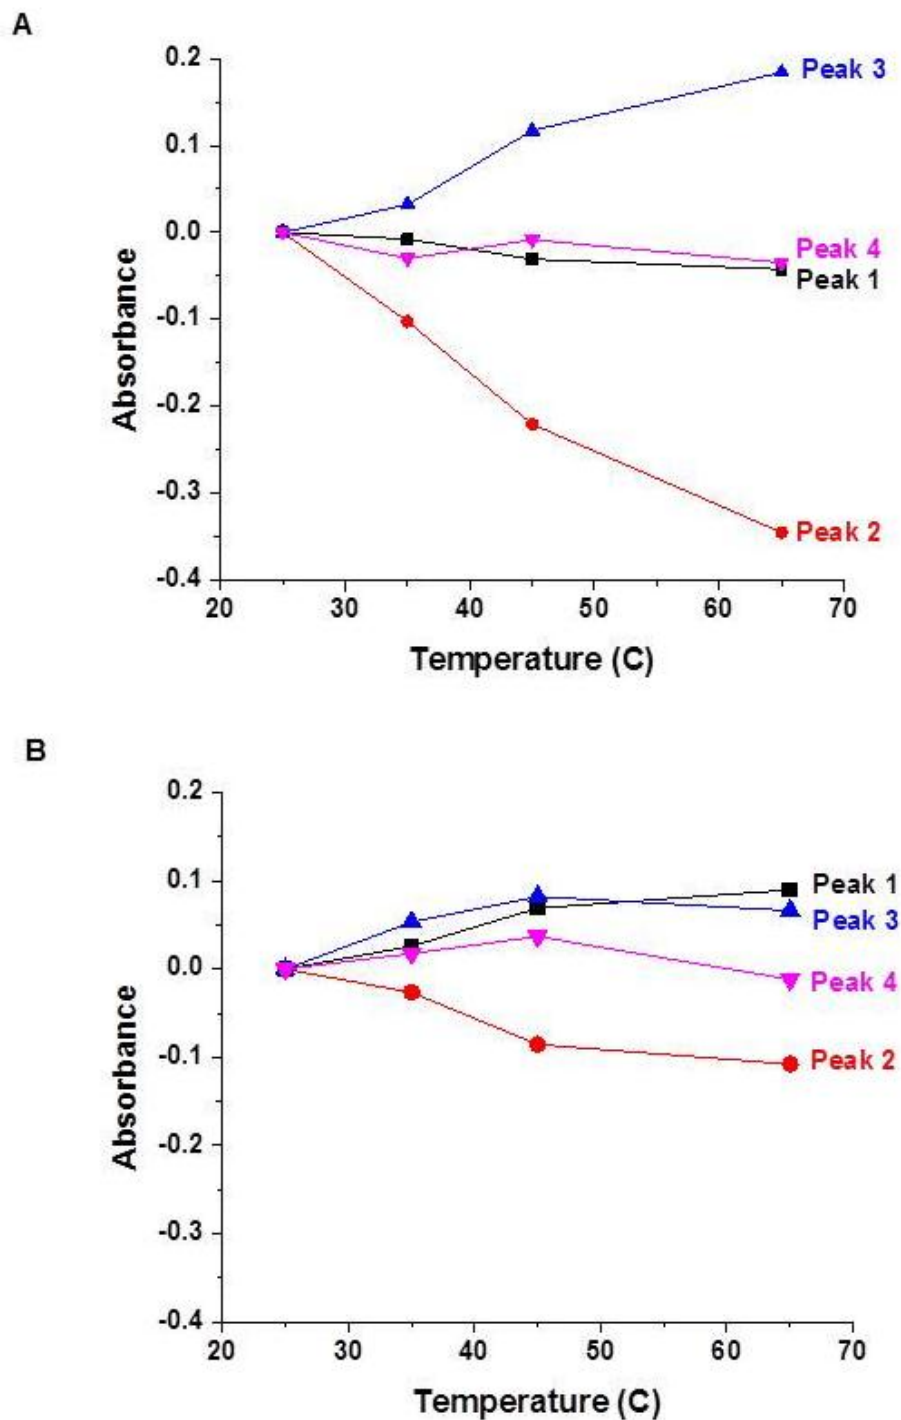 A
0.2
Peak 3
0.1
0.0
Peak 4
Peak 1
-0.1
-0.2
-0.3
Peak 2
-0.4
Absorbance
20 30 40 50 60 70
Temperature (C)
B
0.2
0.1
Peak 1
Peak 3
0.0
Peak 4
-0.1
Peak 2
-0.2
-0.3
-0.4
Absorbance
20 30 40 50 60 70
Temperature (C)